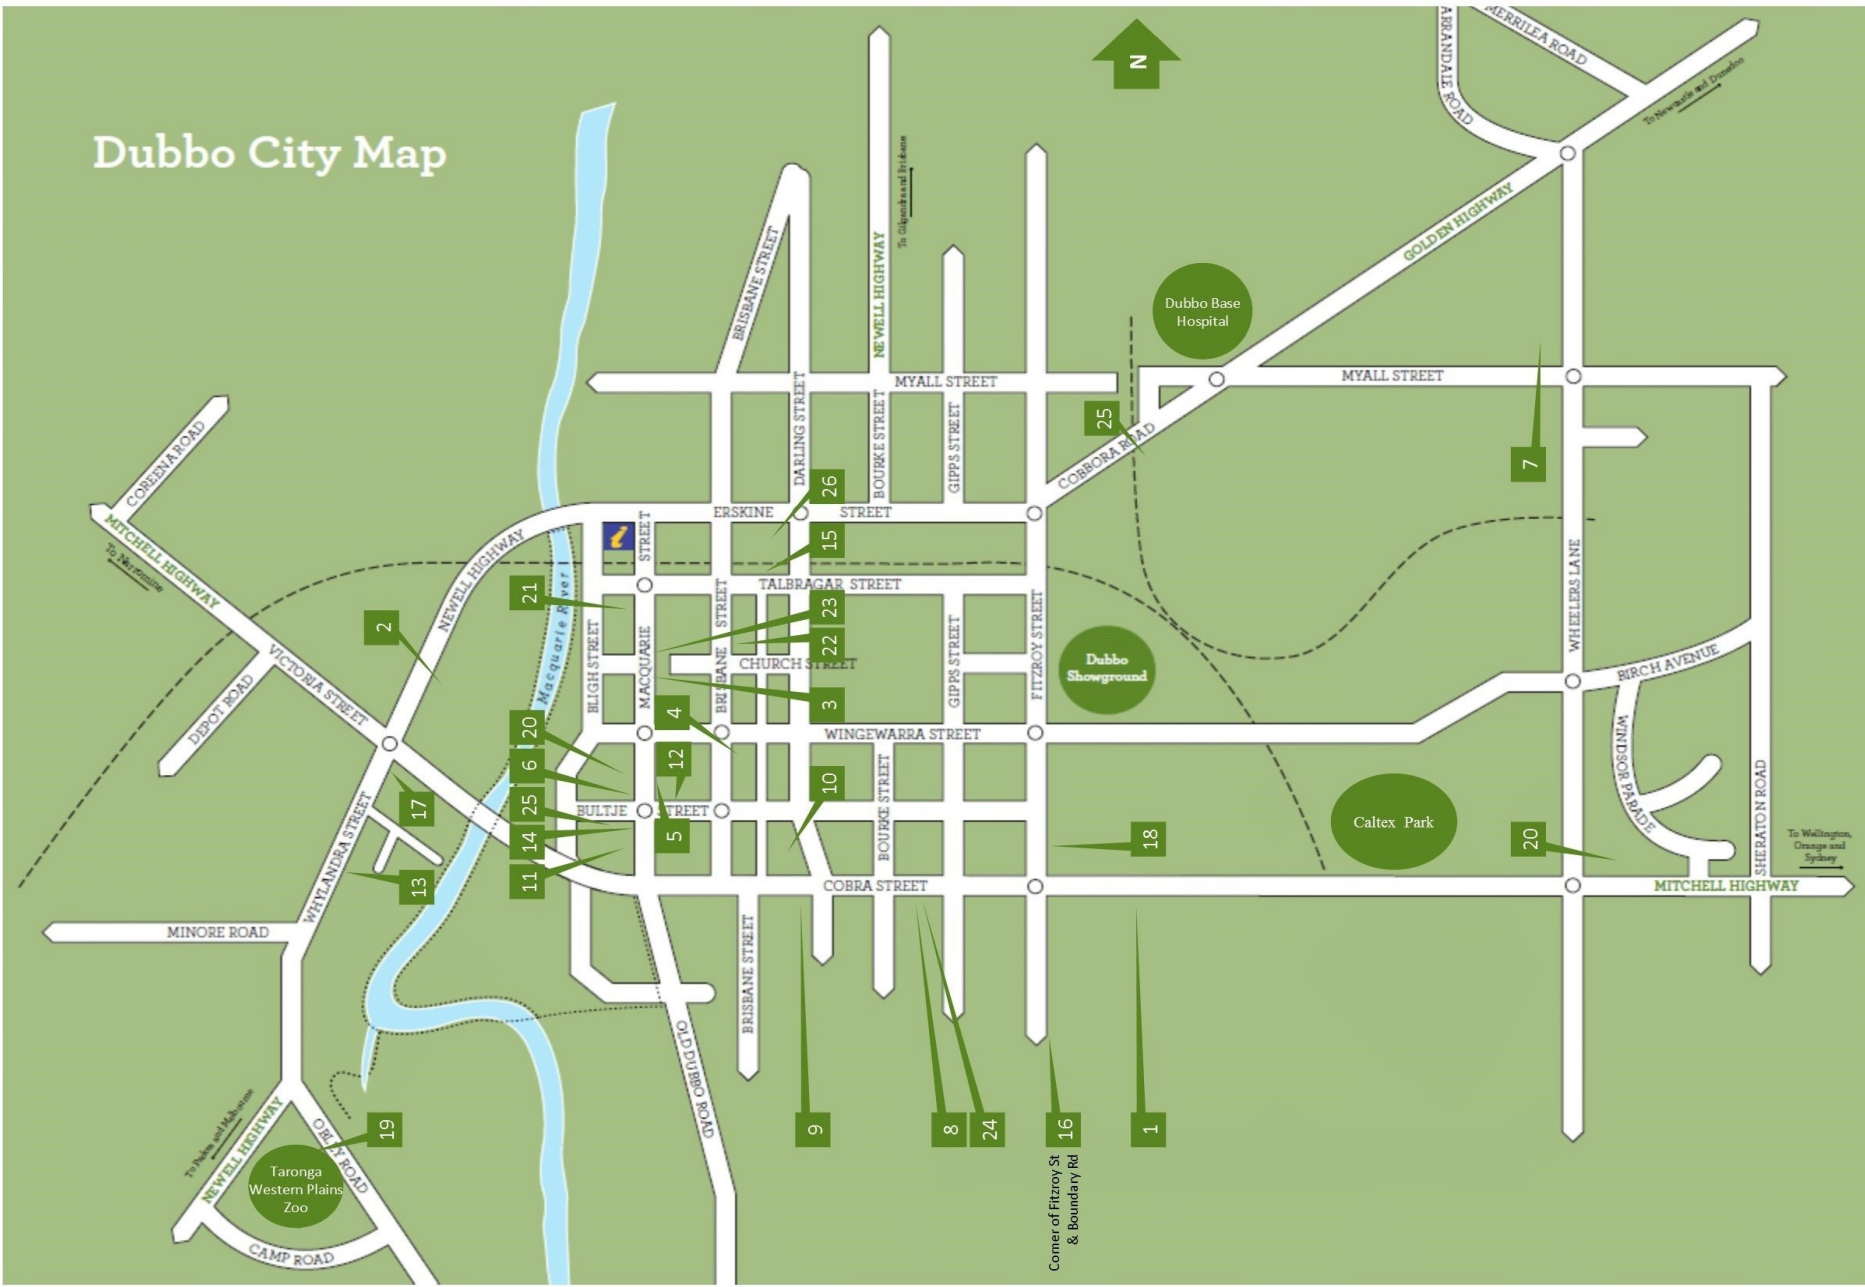 ARRANDALE ROAD
MERRILEA ROAD
N
To Newcastle and Dunedoo
Dubbo City Map
To Gilgandra and Brisbane
GOLDEN HIGHWAY
BRISBANE STREET
NEWELL HIGHWAY
Dubbo Base
Hospital
MYALL STREET
MYALL STREET
DARLING STREET
BOURKE STREET
GIPPS STREET
25
COBBORA ROAD
7
COREENA ROAD
MITCHELL HIGHWAY
To Narromine
NEWELL HIGHWAY
26
ERSKINE
STREET
i
STREET
15
TALBRAGAR STREET
21
2
Macquarie River
23
22
BLIGH STREET
MACQUARIE
BRISBANE
STREET
CHURCH STREET
GIPPS STREET
FITZROY STREET
Dubbo
Showground
WHEELERS LANE
BIRCH AVENUE
VICTORIA STREET
DEPOT ROAD
3
4
20
WINGEWARRA STREET
WINDSOR PARADE
6
12
10
17
25
BULTJE
STREET
BOURKE STREET
Caltex Park
SHERATON ROAD
WHYLANDRA STREET
14
5
18
20
To Wellington,
Orange and
Sydney
13
11
COBRA STREET
MITCHELL HIGHWAY
MINORE ROAD
BRISBANE STREET
OLD DUBBO ROAD
To Parkes and Melbourne
NEWELL HIGHWAY
OBLEY ROAD
19
9
8
24
16
1
Taronga
Western Plains
Zoo
Corner of Fitzroy St
& Boundary Rd
CAMP ROAD